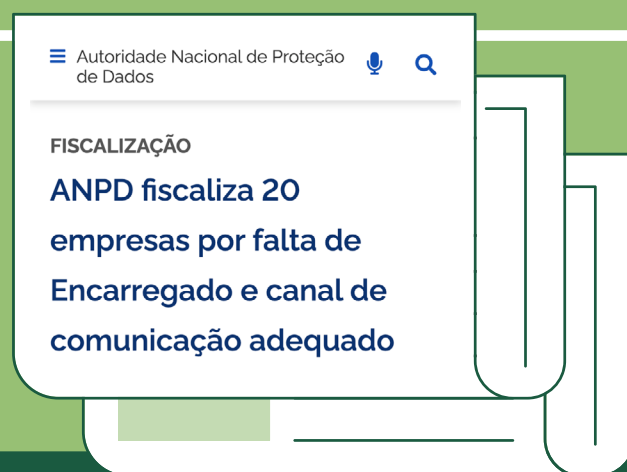 Autoridade Nacional de Proteção
de Dados
FISCALIZAÇÃO
ANPD fiscaliza 20
empresas por falta de
Encarregado e canal de
comunicação adequado